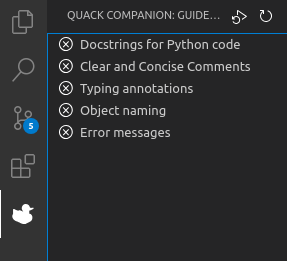 QUACK COMPANION: GUIDE...
Docstrings for Python code
Clear and Concise Comments
Typing annotations
5
Object naming
Error messages